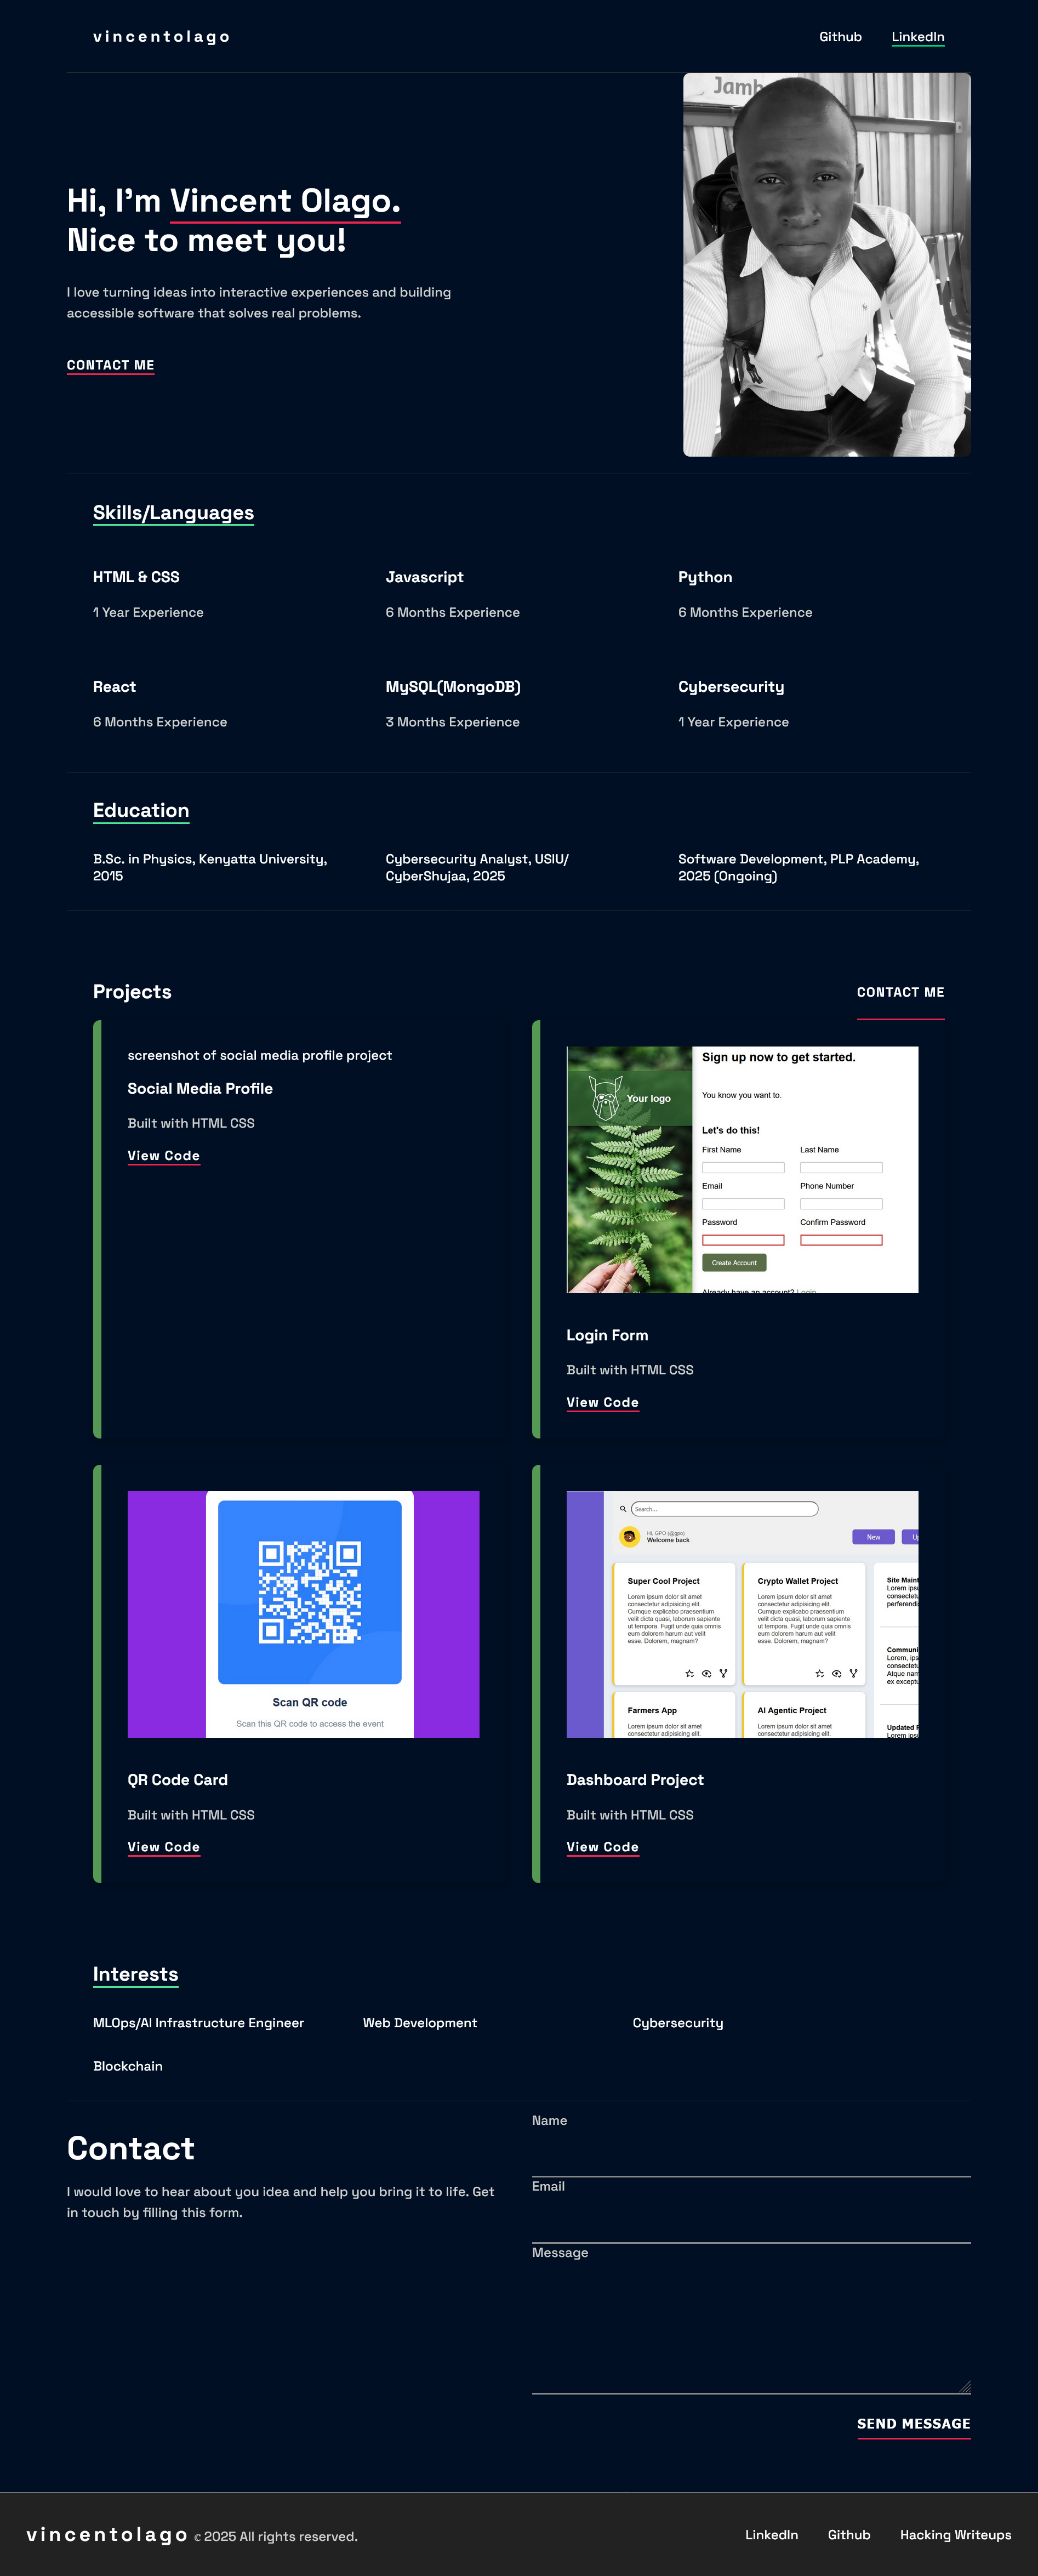 vincentolago
Github
LinkedIn
Jamb
Hi, I'm Vincent Olago.
Nice to meet you!
I love turning ideas into interactive experiences and building
accessible software that solves real problems.
CONTACT ME
Skills/Languages
HTML & CSS
1 Year Experience
Javascript
6 Months Experience
Python
6 Months Experience
React
6 Months Experience
MySQL(MongoDB)
3 Months Experience
Cybersecurity
1 Year Experience
Education
B.Sc. in Physics, Kenyatta University,
2015
Cybersecurity Analyst, USIU/
CyberShujaa, 2025
Software Development, PLP Academy,
2025 (Ongoing)
Projects
CONTACT ME
screenshot of social media profile project
Social Media Profile
Built with HTML CSS
View Code
Your logo
Sign up now to get started.
You know you want to.
Let's do this!
First Name
Last Name
Email
Phone Number
Password
Confirm Password
Create Account
Already have an account? Login
Login Form
Built with HTML CSS
View Code
Scan QR code
Scan this QR code to access the event
QR Code Card
Built with HTML CSS
View Code
Search...
Hi, GPO (@gpo)
Welcome back
New
Up
Super Cool Project
Lorem ipsum dolor sit amet
consectetur adipisicing elit.
Cumque explicabo praesentium
velit dicta quasi, laborum sapiente
ut tempora. Fugit unde quia omnis
eum dolorem harum aut velit
esse. Dolorem, magnam?
Crypto Wallet Project
Lorem ipsum dolor sit amet
consectetur adipisicing elit.
Cumque explicabo praesentium
velit dicta quasi, laborum sapiente
ut tempora. Fugit unde quia omnis
eum dolorem harum aut velit
esse. Dolorem, magnam?
Site Maint
Lorem ipsu
consectetu
perferendis
Communi
Lorem, ips
consectetu
Atque nam
ex exceptu
Farmers App
Lorem ipsum dolor sit amet
consectetur adipisicing elit.
AI Agentic Project
Lorem ipsum dolor sit amet
consectetur adipisicing elit.
Updated P
Lorem ipsu
Dashboard Project
Built with HTML CSS
View Code
Interests
MLOps/AI Infrastructure Engineer
Web Development
Cybersecurity
Blockchain
Contact
I would love to hear about you idea and help you bring it to life. Get
in touch by filling this form.
Name
Email
Message
SEND MESSAGE
vincentolago © 2025 All rights reserved.
LinkedIn
Github
Hacking Writeups